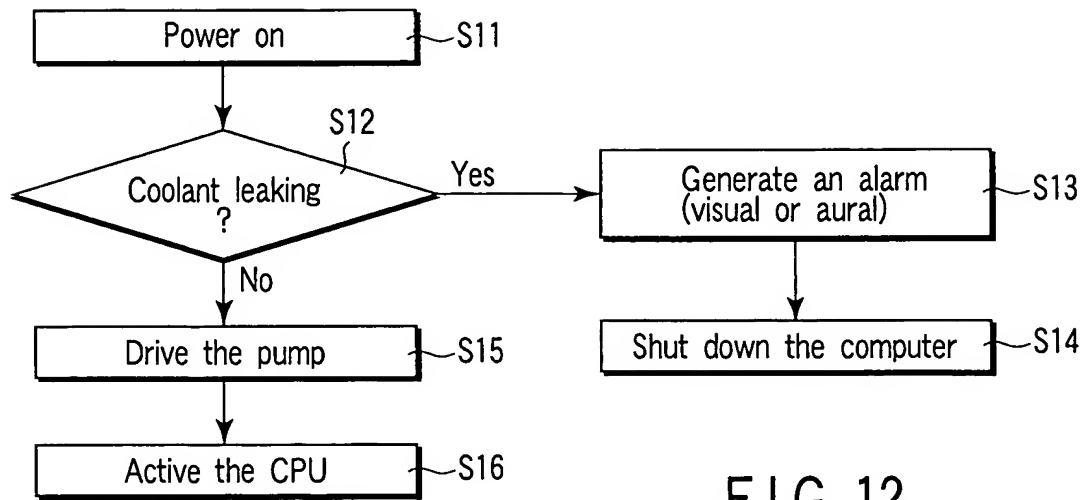 Power on
S11
S12
Coolant leaking
?
Yes
Generate an alarm
(visual or aural)
S13
No
Drive the pump
S15
Shut down the computer
S14
Active the CPU
S16
FIG. 12